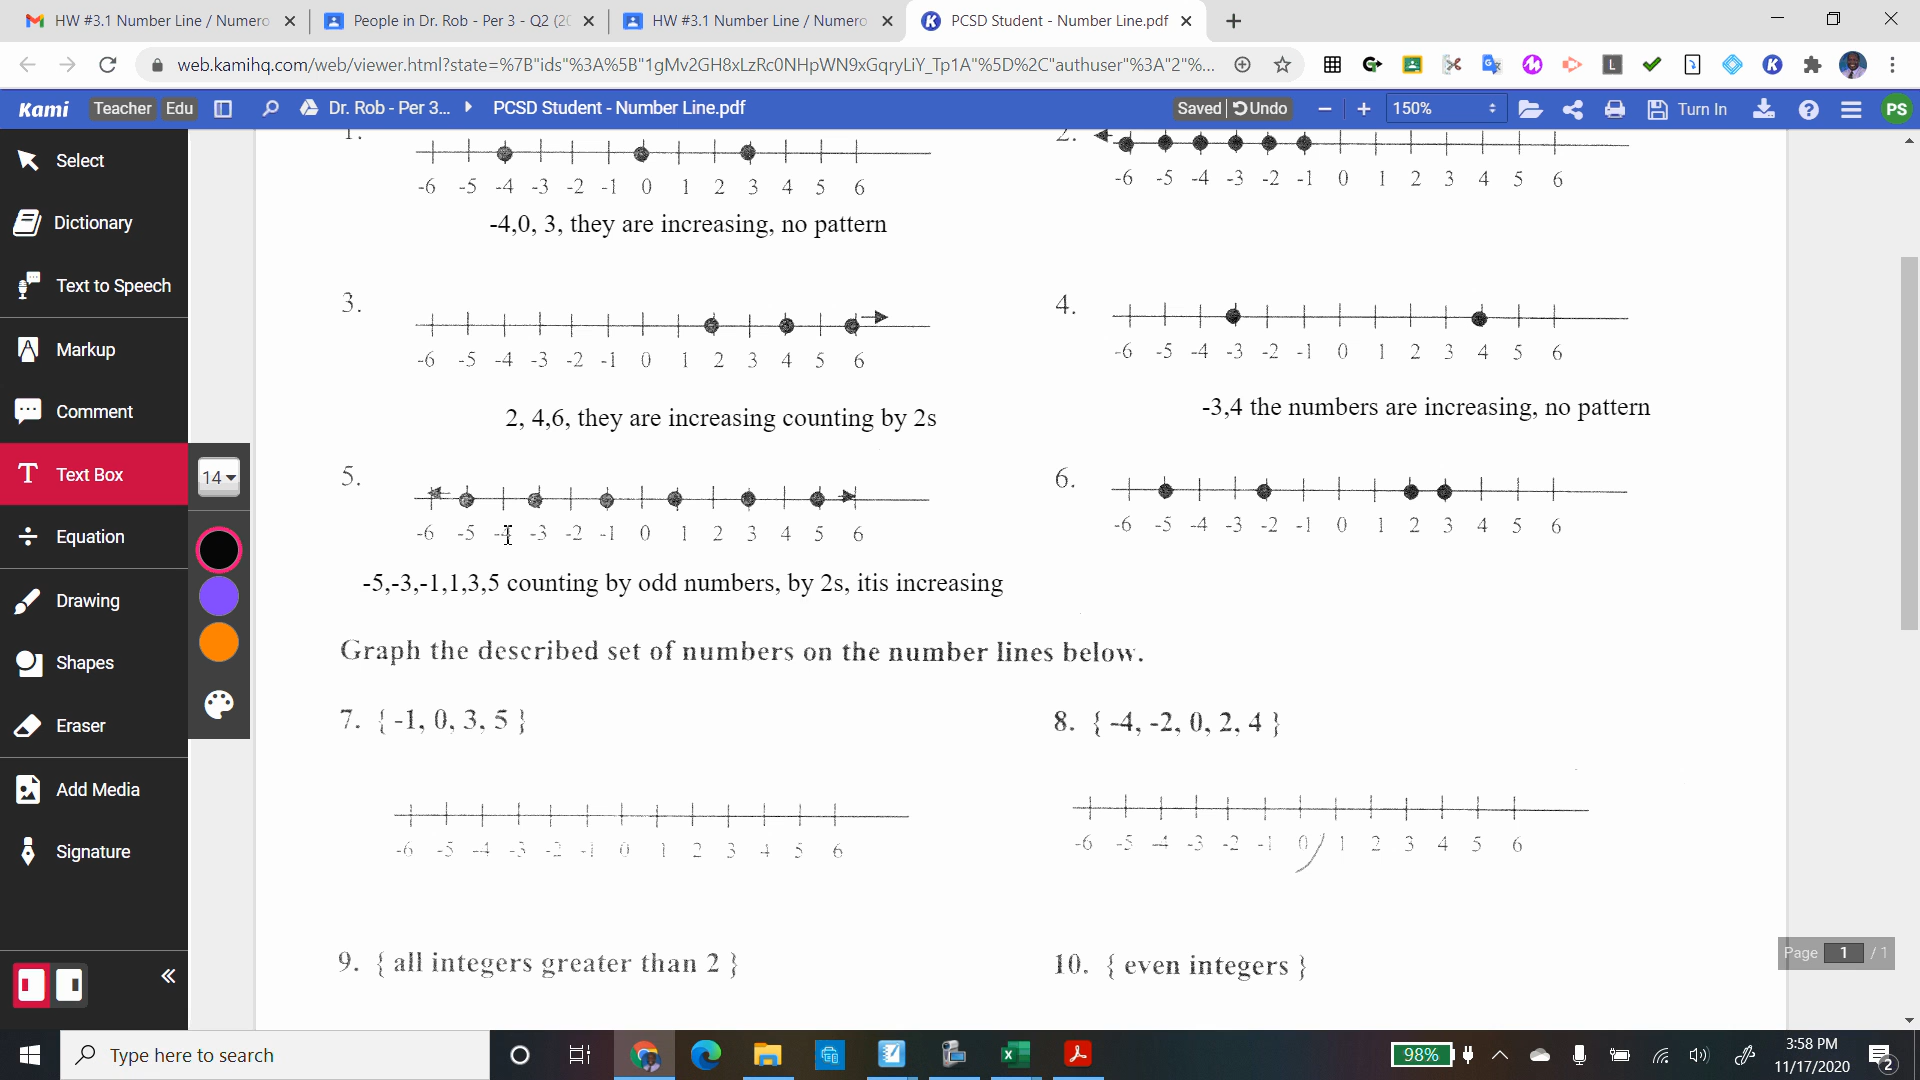 HW #3.1 Number Line / Numero
People in Dr. Rob - Per 3 - Q2 (20
HW #3.1 Number Line / Numero
PCSD Student - Number Line.pdf
web.kamihq.com/web/viewer.html?state=%7B"ids"%3A%5B"1gMv2GH8xLzRc0NHpWN9xGqryLiY_Tp1A"%5D%2C"authuser"%3A"2"%...
Kami Teacher Edu Dr. Rob - Per 3... PCSD Student - Number Line.pdf Saved Undo 150% Turn In PS
Select
Dictionary
Text to Speech
Markup
Comment
Text Box
14
Equation
Drawing
Shapes
Eraser
Add Media
Signature
1.
-6 -5 -4 -3 -2 -1 0 1 2 3 4 5 6
-4,0, 3, they are increasing, no pattern
2.
-6 -5 -4 -3 -2 -1 0 1 2 3 4 5 6
3.
-6 -5 -4 -3 -2 -1 0 1 2 3 4 5 6
2, 4,6, they are increasing counting by 2s
4.
-6 -5 -4 -3 -2 -1 0 1 2 3 4 5 6
-3,4 the numbers are increasing, no pattern
5.
-6 -5 -4 -3 -2 -1 0 1 2 3 4 5 6
-5,-3,-1,1,3,5 counting by odd numbers, by 2s, itis increasing
6.
-6 -5 -4 -3 -2 -1 0 1 2 3 4 5 6
Graph the described set of numbers on the number lines below.
7. { -1, 0, 3, 5 }
-6 -5 -4 -3 -2 -1 0 1 2 3 4 5 6
8. { -4, -2, 0, 2, 4 }
-6 -5 -4 -3 -2 -1 0 1 2 3 4 5 6
9. { all integers greater than 2 }
10. { even integers }
Page 1 / 1
Type here to search
98%
3:58 PM
11/17/2020
2